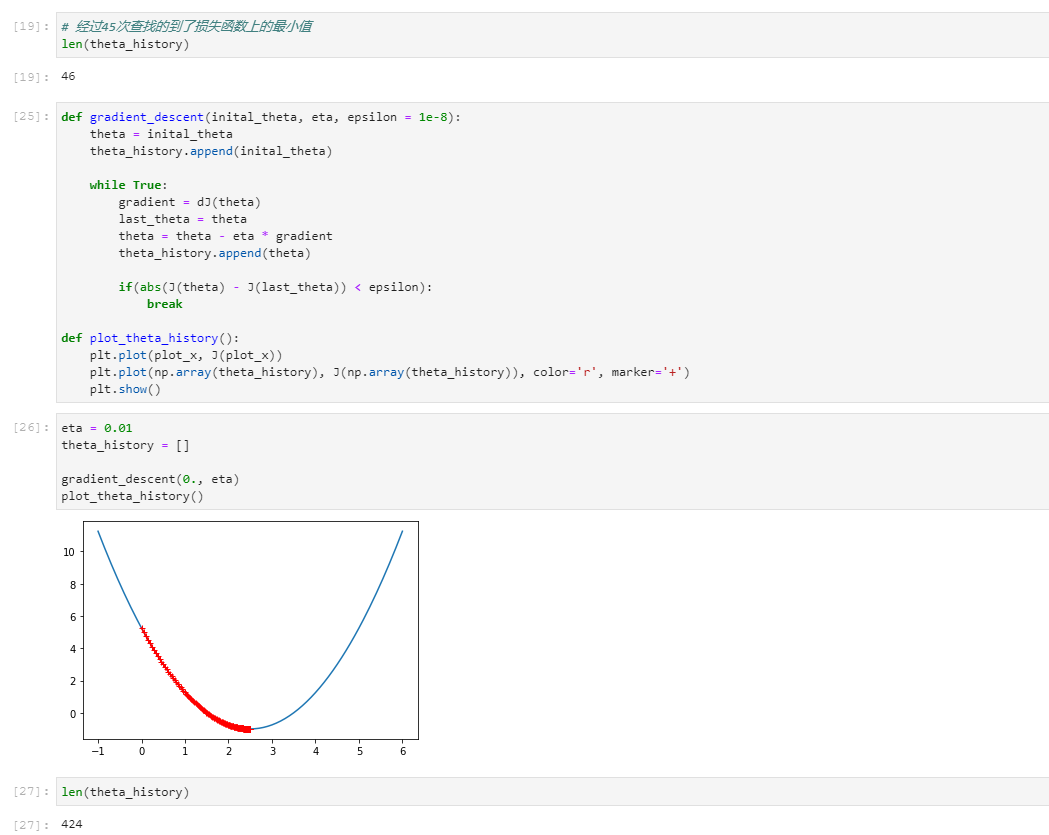 [19]: # 经过45次查找的到了损失函数上的最小值
len(theta_history)
[19]: 46
[25]: def gradient_descent(inital_theta, eta, epsilon = 1e-8):
    theta = inital_theta
    theta_history.append(inital_theta)
    while True:
        gradient = dJ(theta)
        last_theta = theta
        theta = theta - eta * gradient
        theta_history.append(theta)
        if(abs(J(theta) - J(last_theta)) < epsilon):
            break
def plot_theta_history():
    plt.plot(plot_x, J(plot_x))
    plt.plot(np.array(theta_history), J(np.array(theta_history)), color='r', marker='+')
    plt.show()
[26]: eta = 0.01
theta_history = []
gradient_descent(0., eta)
plot_theta_history()
10
8
6
4
2
0
−1 0 1 2 3 4 5 6
[27]: len(theta_history)
[27]: 424